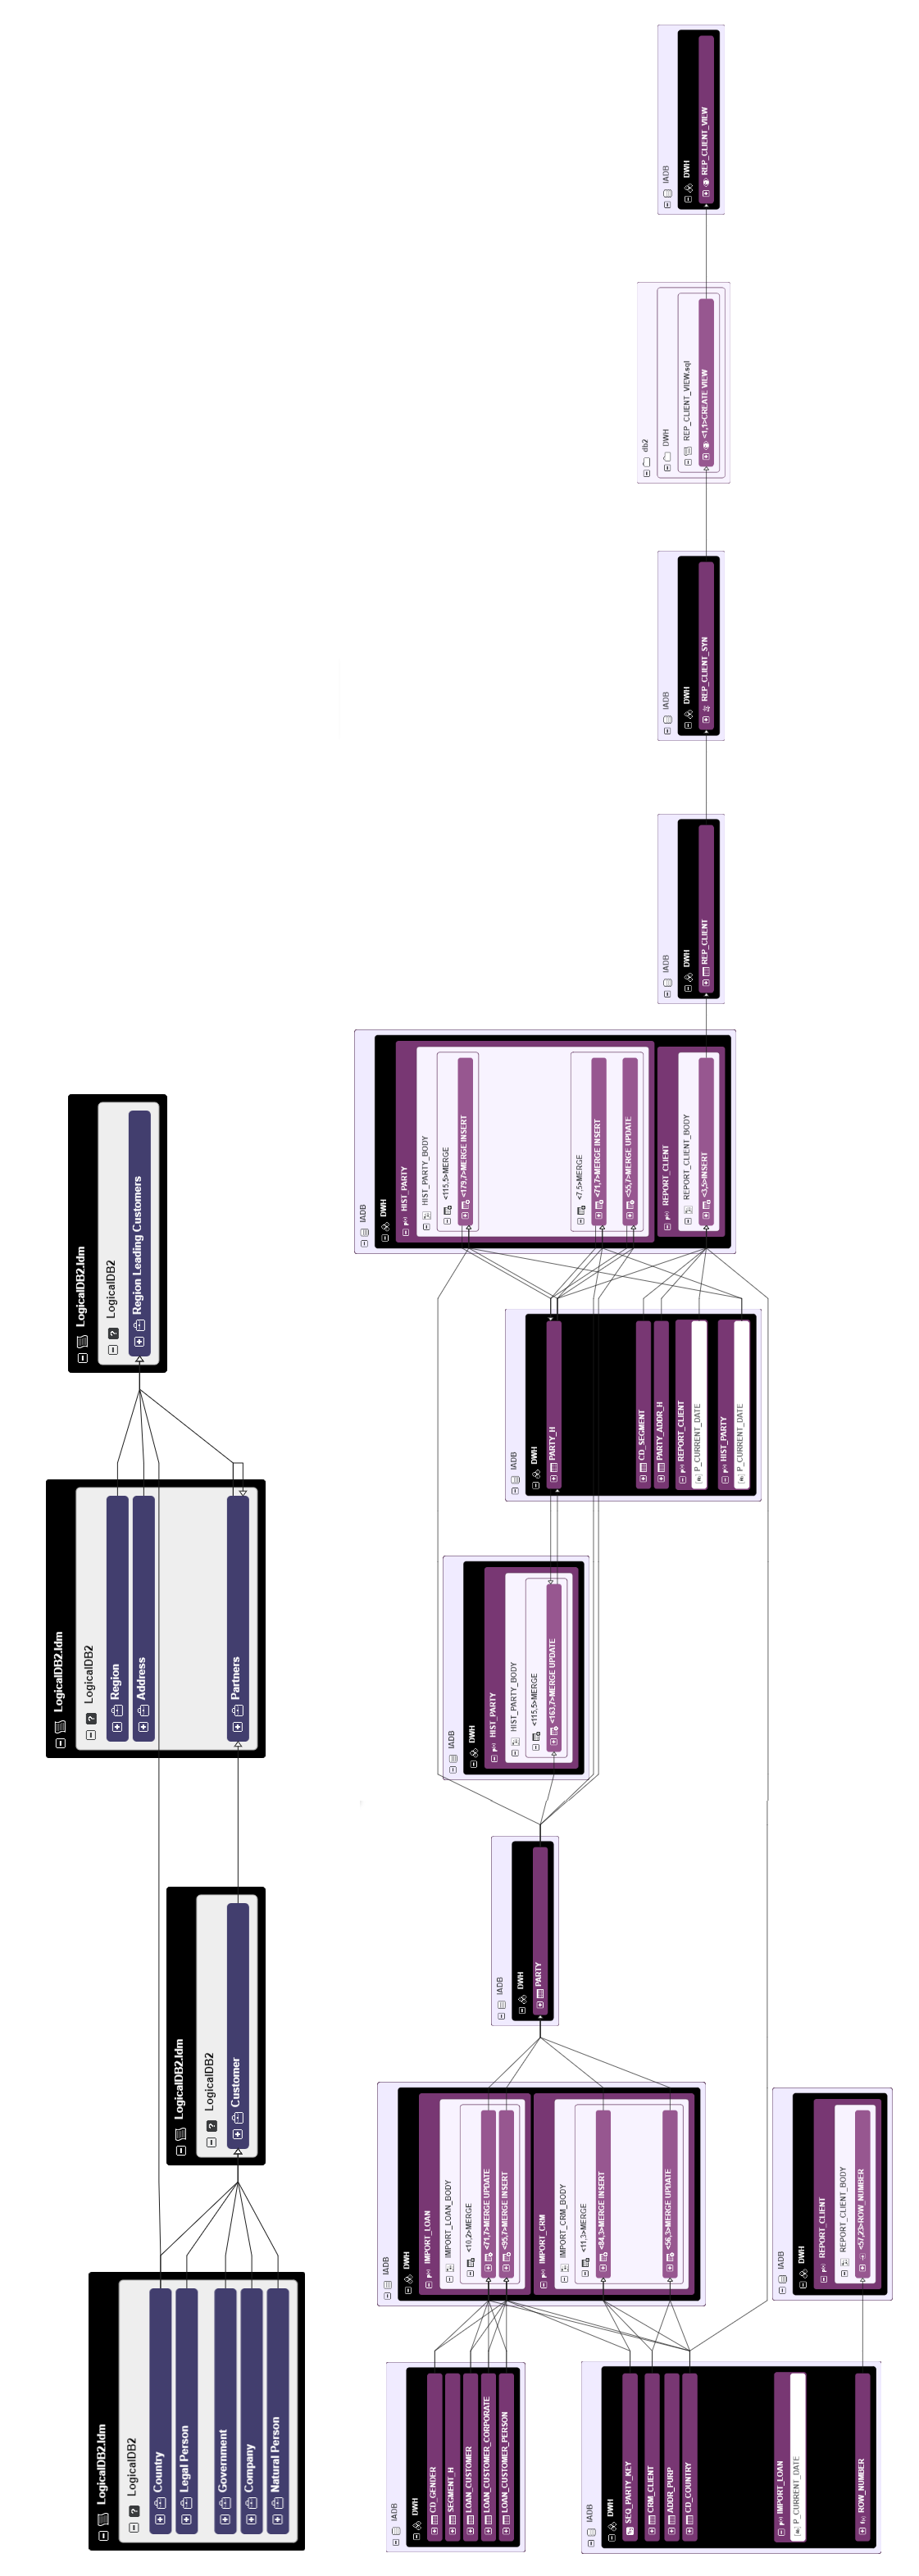 LogicalDB2.ldm
LogicalDB2
Country
Legal Person
Government
Company
Natural Person
LogicalDB2.ldm
LogicalDB2
Customer
LogicalDB2.ldm
LogicalDB2
Region
Address
Partners
LogicalDB2.ldm
LogicalDB2
Region Leading Customers
IADB
DWH
CD_GENDER
SEGMENT_H
LOAN_CUSTOMER
LOAN_CUSTOMER_CORPORATE
LOAN_CUSTOMER_PERSON
IADB
DWH
SEQ_PARTY_KEY
CRM_CLIENT
ADDR_PURP
CD_COUNTRY
IMPORT_LOAN
P_CURRENT_DATE
ROW_NUMBER
IADB
DWH
IMPORT_LOAN
IMPORT_LOAN_BODY
<10,2>MERGE
<71,7>MERGE UPDATE
<95,7>MERGE INSERT
IMPORT_CRM
IMPORT_CRM_BODY
<11,3>MERGE
<84,3>MERGE INSERT
<56,3>MERGE UPDATE
IADB
DWH
REPORT_CLIENT
REPORT_CLIENT_BODY
<57,23>ROW_NUMBER
IADB
DWH
PARTY
IADB
DWH
HIST_PARTY
HIST_PARTY_BODY
<115,5>MERGE
<163,7>MERGE UPDATE
IADB
DWH
PARTY_H
CD_SEGMENT
PARTY_ADDR_H
REPORT_CLIENT
P_CURRENT_DATE
HIST_PARTY
P_CURRENT_DATE
IADB
DWH
HIST_PARTY
HIST_PARTY_BODY
<115,5>MERGE
<179,7>MERGE INSERT
<7,5>MERGE
<71,7>MERGE INSERT
<55,7>MERGE UPDATE
REPORT_CLIENT
REPORT_CLIENT_BODY
<3,5>INSERT
IADB
DWH
REP_CLIENT
IADB
DWH
REP_CLIENT_SYN
db2
DWH
REP_CLIENT_VIEW.sql
<1,1>CREATE VIEW
IADB
DWH
REP_CLIENT_VIEW